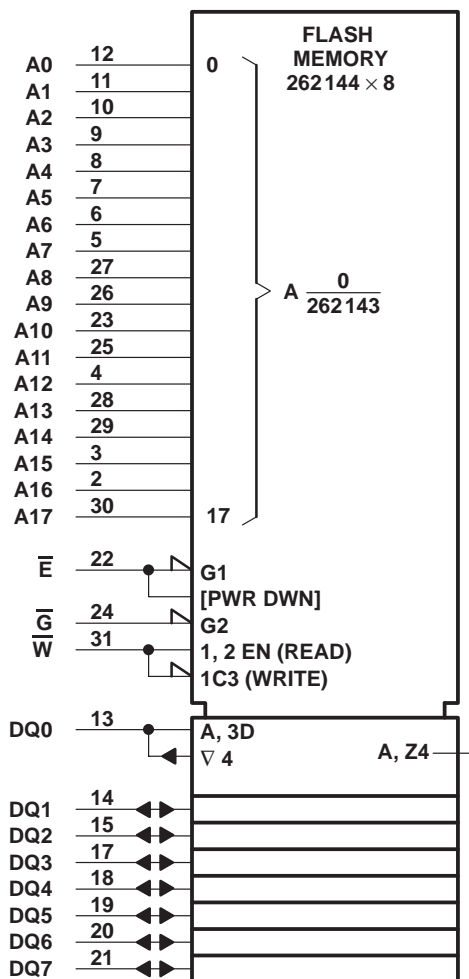 FLASH
MEMORY
262144 × 8
A0 12 0
A1 11
A2 10
A3 9
A4 8
A5 7
A6 6
A7 5
A8 27
A9 26
A 0
262143
A10 23
A11 25
A12 4
A13 28
A14 29
A15 3
A16 2
A17 30 17
E̅ 22 G1
[PWR DWN]
G̅ 24 G2
W̅ 31 1, 2 EN (READ)
1C3 (WRITE)
DQ0 13 A, 3D
∇ 4 A, Z4
DQ1 14
DQ2 15
DQ3 17
DQ4 18
DQ5 19
DQ6 20
DQ7 21